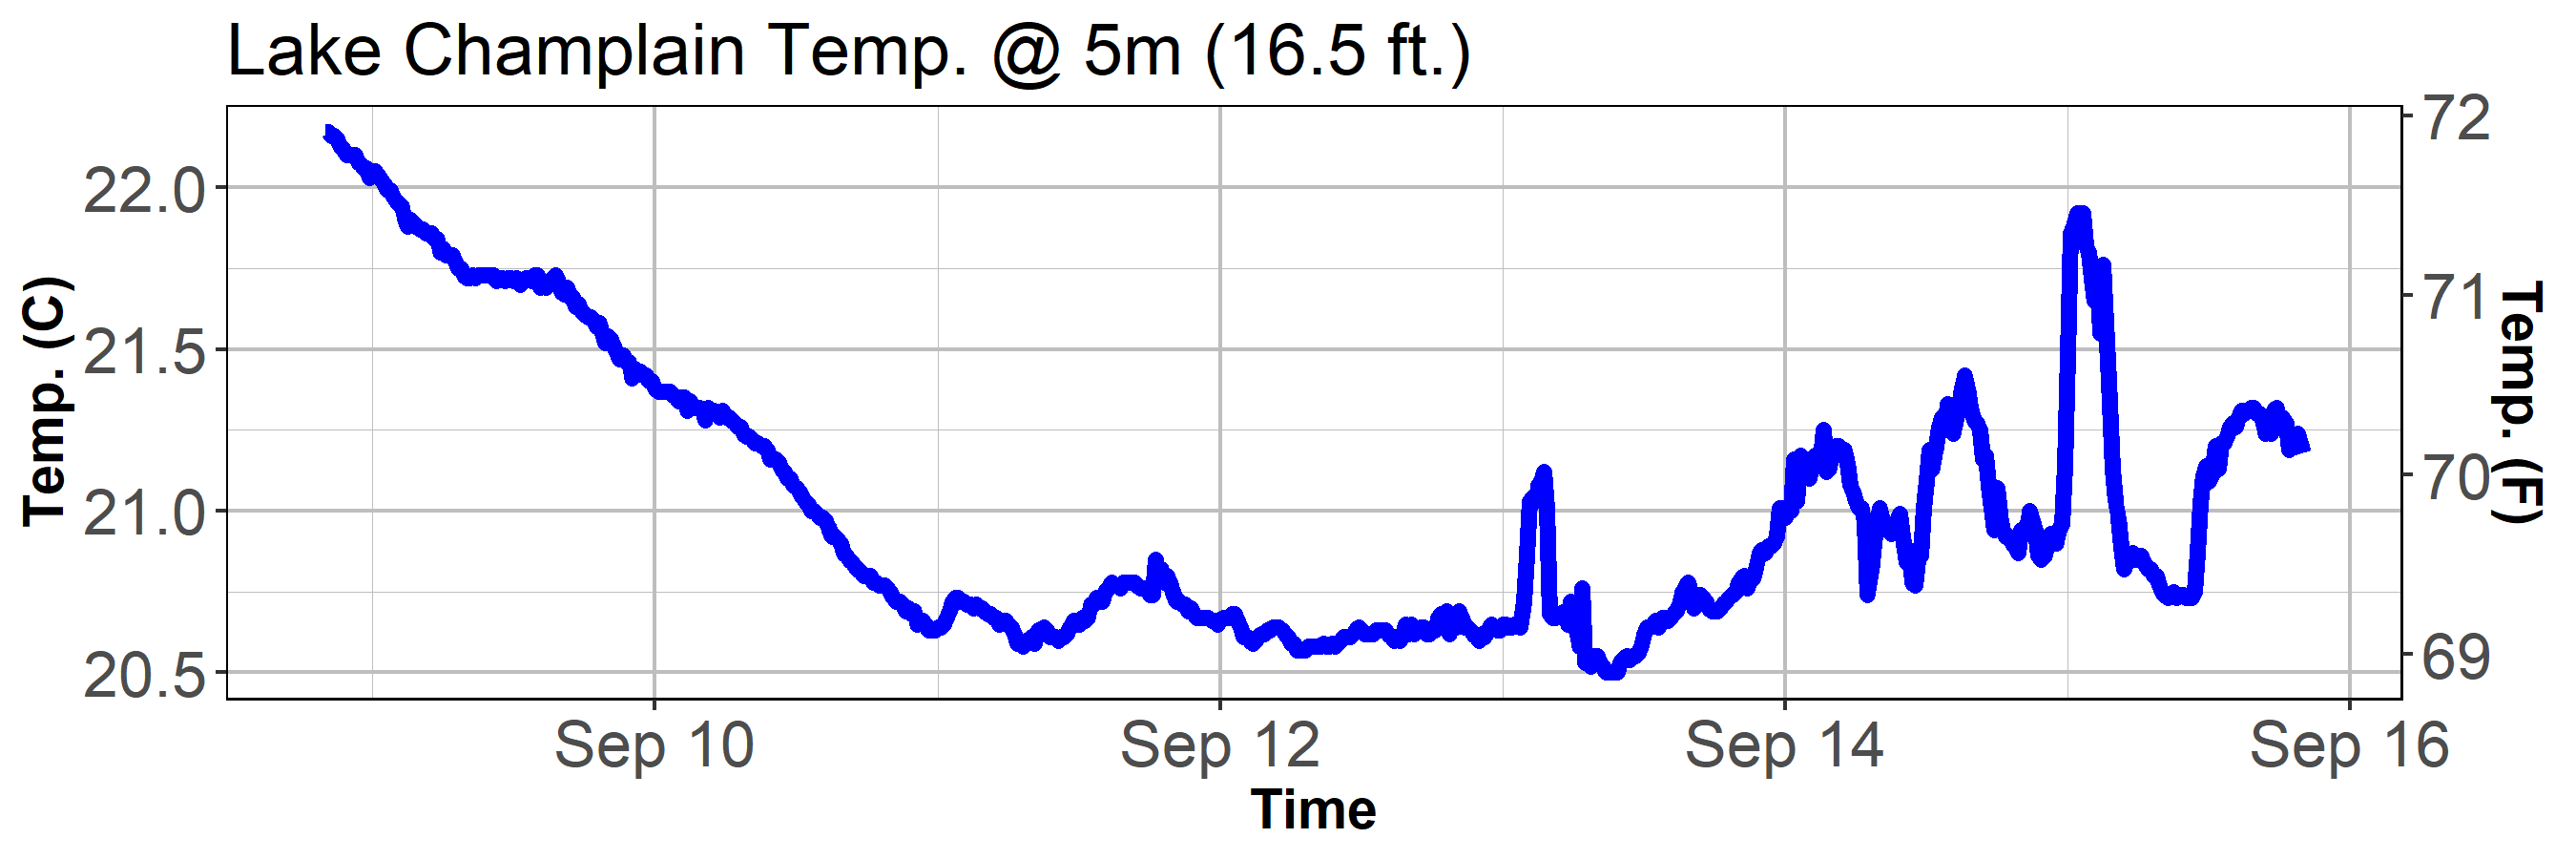 Lake Champlain Temp. @ 5m (16.5 ft.)
Temp. (C)
22.0
21.5
21.0
20.5
72
71
70
69
Temp. (F)
Sep 10
Sep 12
Sep 14
Sep 16
Time